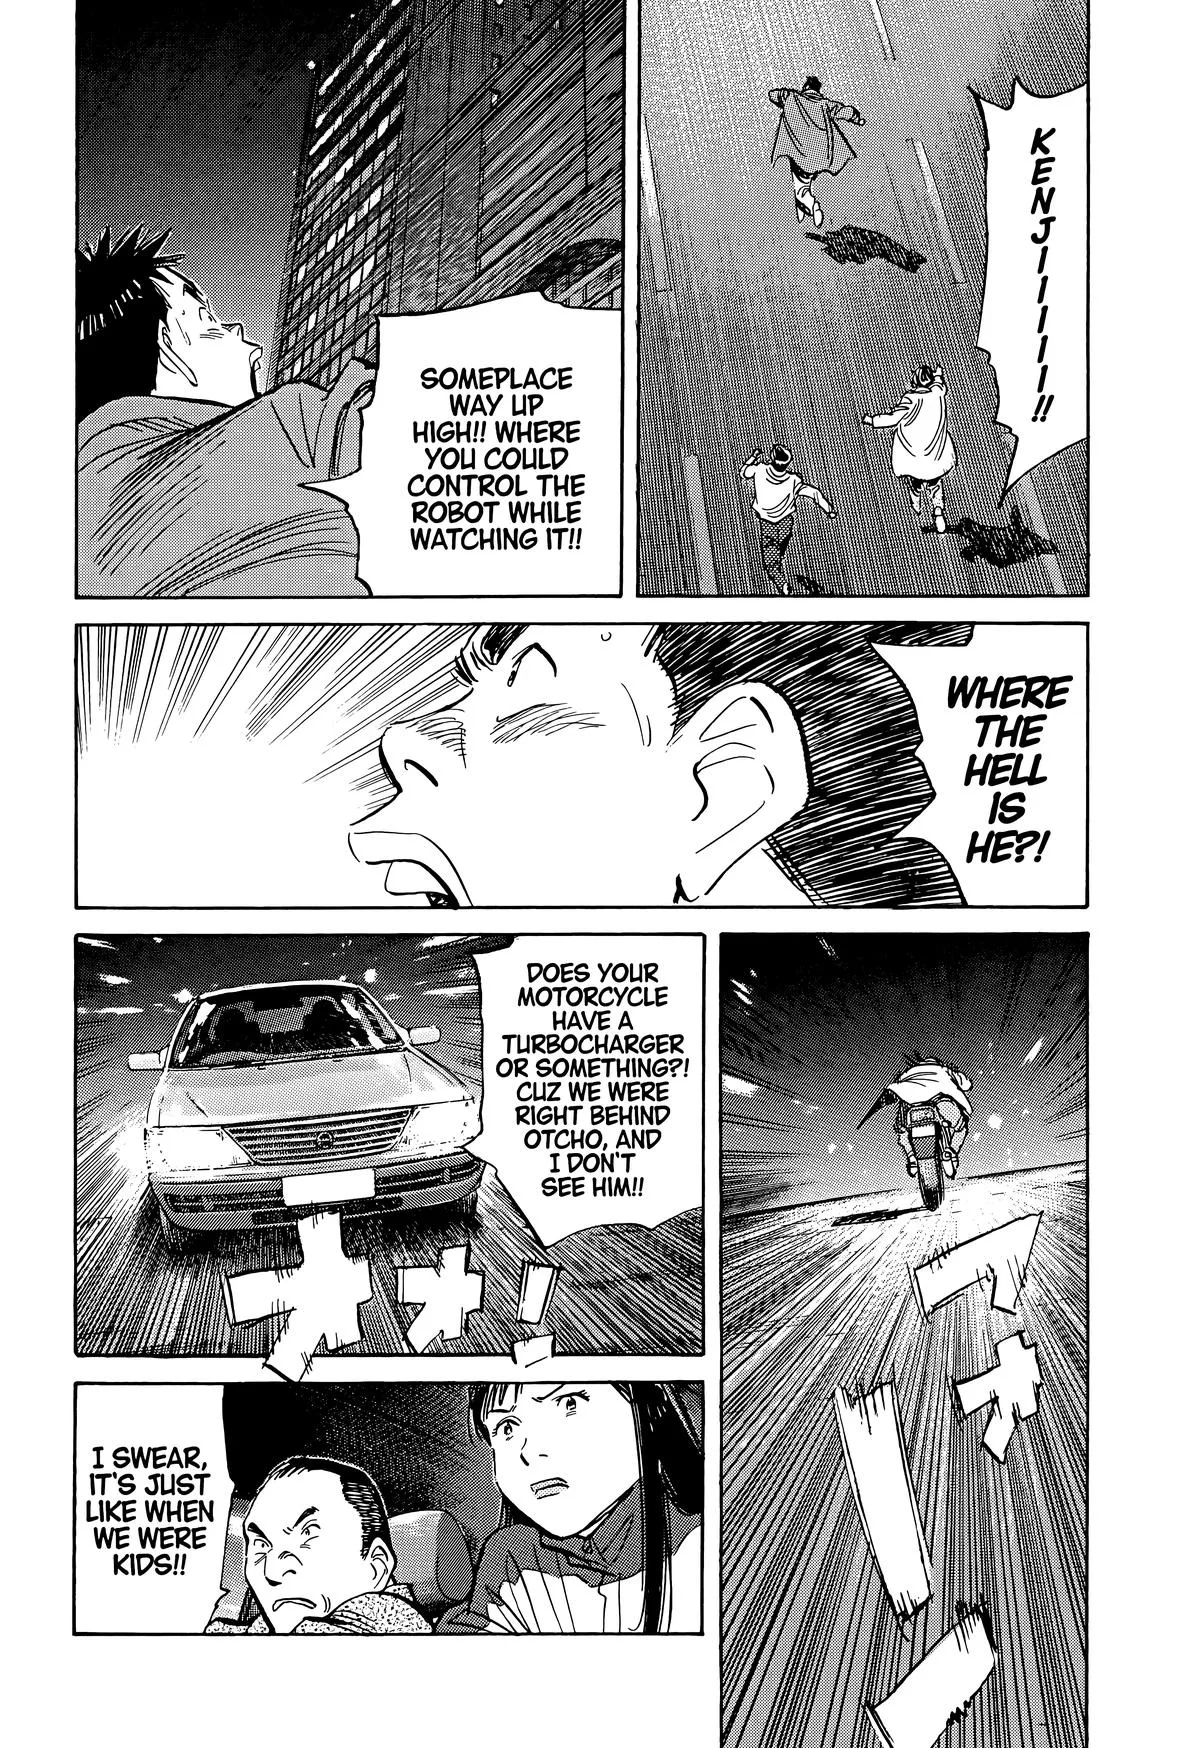 KENJIIIIII!!
SOMEPLACE
WAY UP
HIGH!! WHERE
YOU COULD
CONTROL THE
ROBOT WHILE
WATCHING IT!!
WHERE
THE
HELL
IS
HE?!
DOES YOUR
MOTORCYCLE
HAVE A
TURBOCHARGER
OR SOMETHING?!
CUZ WE WERE
RIGHT BEHIND
OTCHO, AND
I DON'T
SEE HIM!!
I SWEAR,
IT'S JUST
LIKE WHEN
WE WERE
KIDS!!